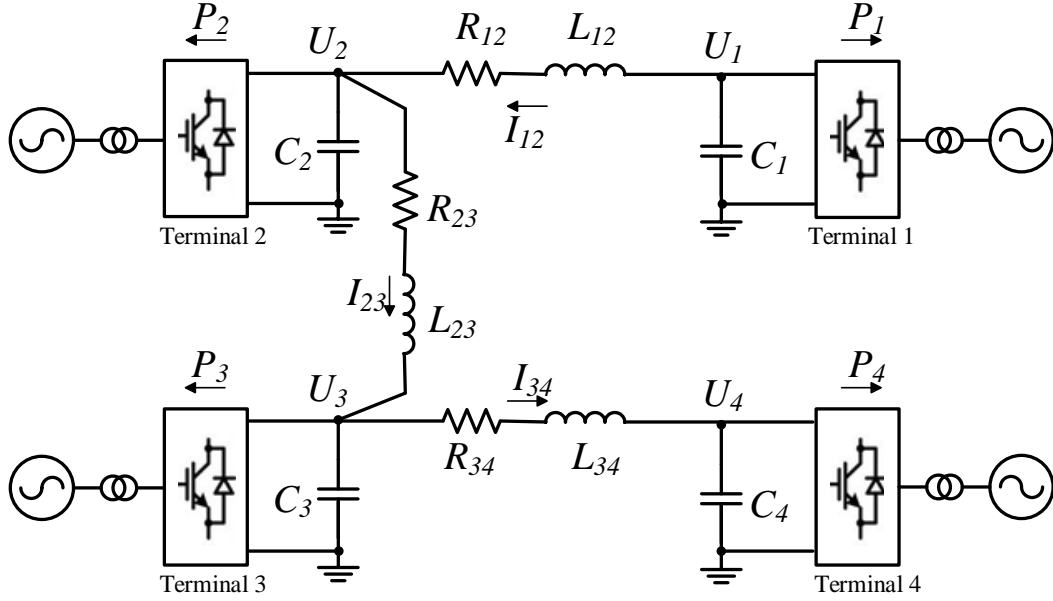 P2
P1
R12
L12
U2
U1
I12
C2
C1
R23
Terminal 2
Terminal 1
I23
L23
P3
P4
I34
U3
U4
R34
L34
C3
C4
Terminal 3
Terminal 4